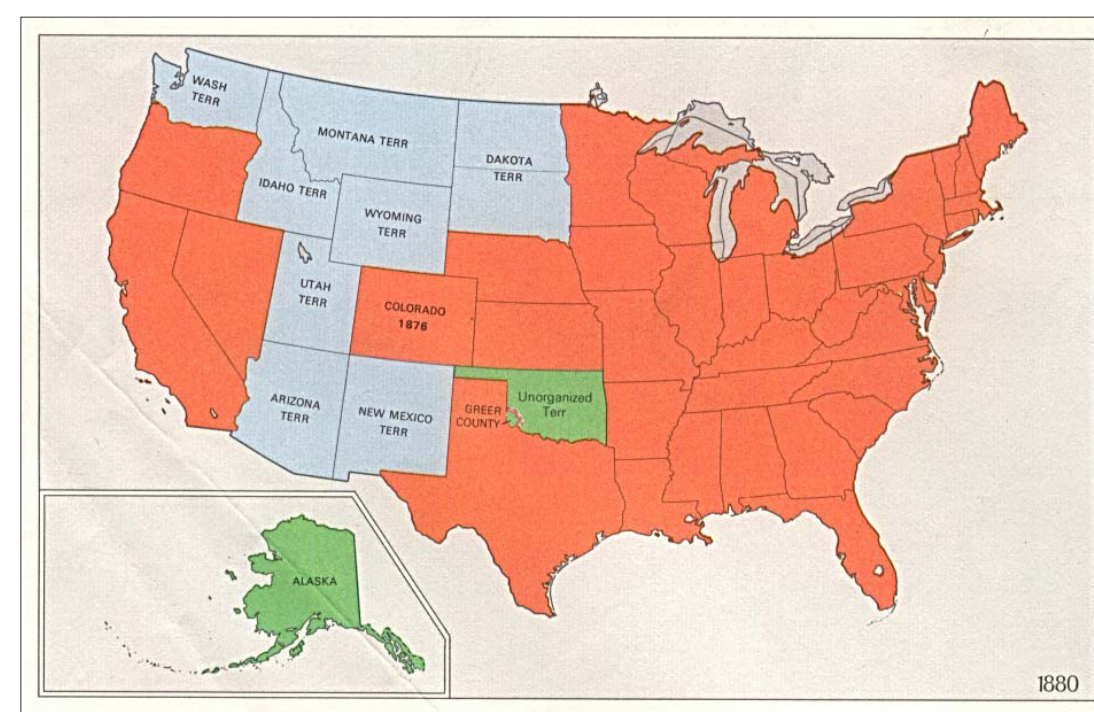 WASH
TERR
MONTANA TERR
DAKOTA
TERR
IDAHO TERR
WYOMING
TERR
UTAH
TERR
COLORADO
1876
ARIZONA
TERR
NEW MEXICO
TERR
GREER
COUNTY
Unorganized
Terr
ALASKA
1880